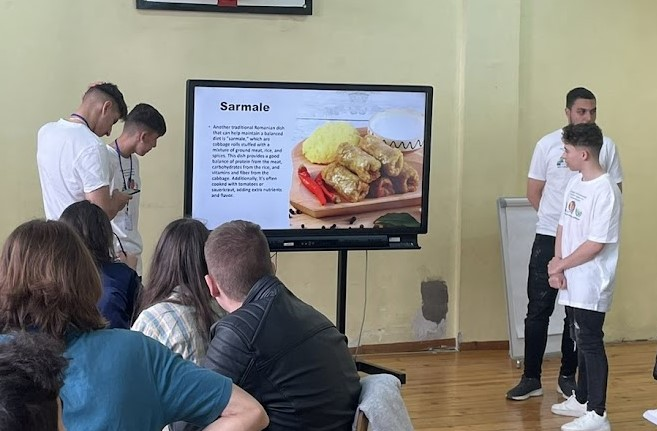 Sarmale
• Another traditional Romanian dish
that can help maintain a balanced
diet is "sarmale," which are
cabbage rolls stuffed with a
mixture of ground meat, rice, and
spices. This dish provides a good
balance of protein from the meat,
carbohydrates from the rice, and
vitamins and fiber from the
cabbage. Additionally, it's often
cooked with tomatoes or
sauerkraut, adding extra nutrients
and flavor.